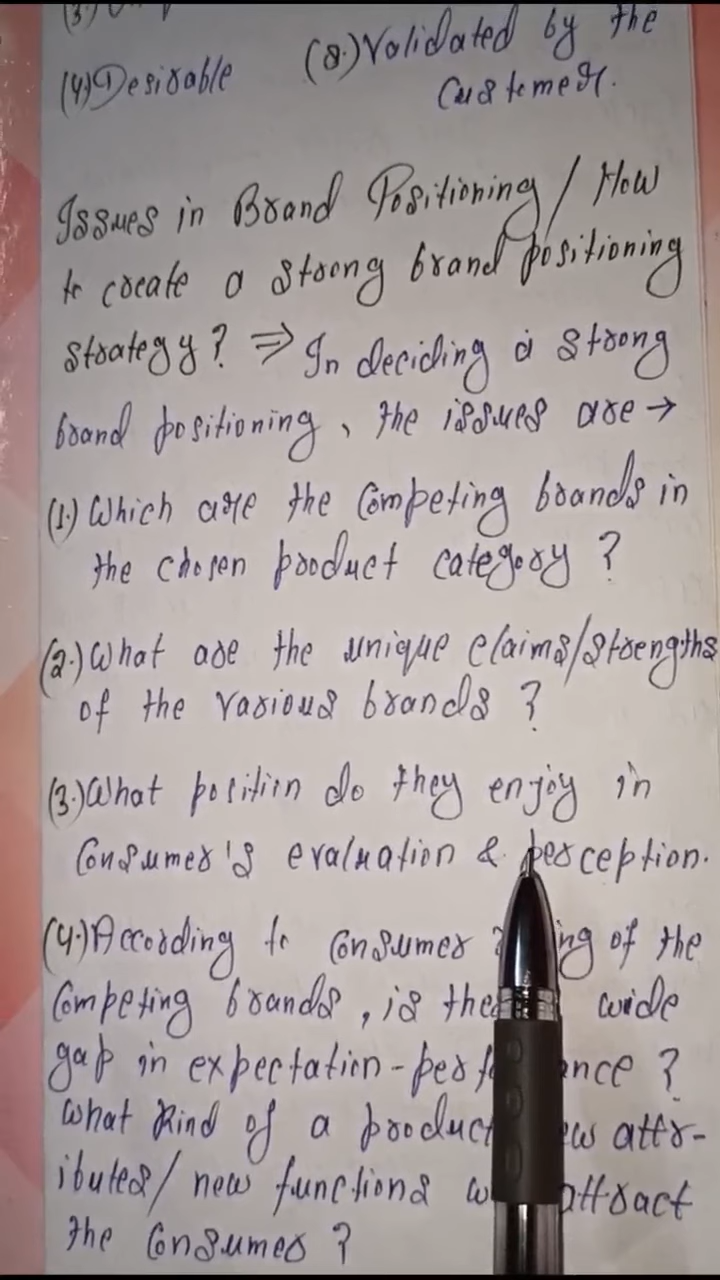 (3.)
(4.) Desirable (8.) Validated by the
Customer.
Issues in Brand Positioning / How
to create a strong brand positioning
strategy? ⇒ In deciding a strong
brand positioning, the issues are →
(1.) Which are the Competing brands in
the chosen product category?
(2.) What are the unique claims/strengths
of the various brands?
(3.) What position do they enjoy in
Consumer's evaluation & perception.
(4.) According to Consumer of the
Competing brands, is wide
gap in expectation-
What kind of a product attr-
ibutes/ new functions attract
the Consumer?